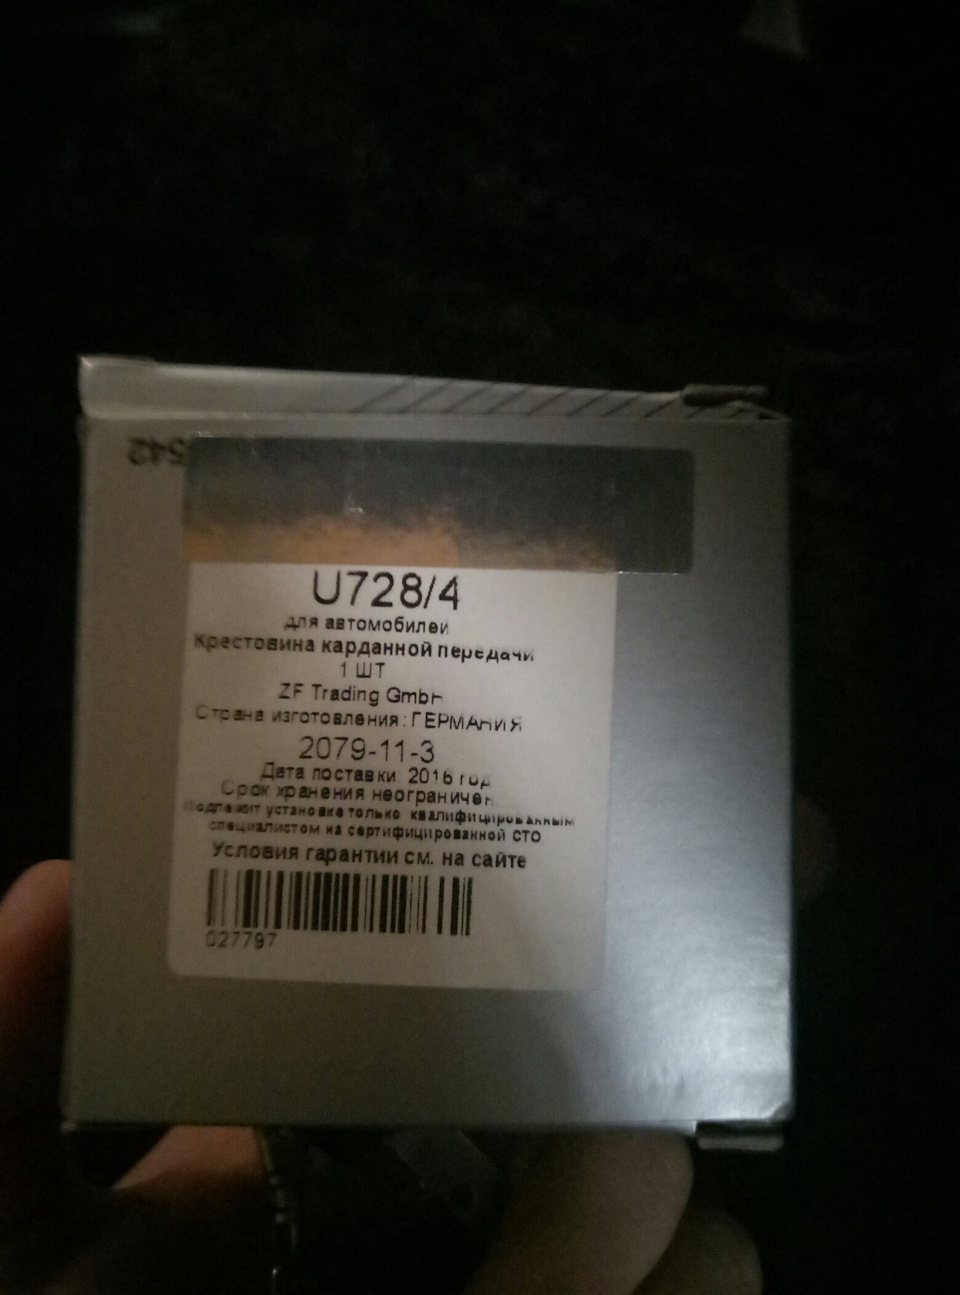 542
U728/4
для автомобилей
Крестовина карданной передачи
1 ШТ
ZF Trading GmbH
Страна изготовления: ГЕРМАНИЯ
2079-11-3
Дата поставки: 2016 год
Срок хранения неограничен
Подлежит установке только квалифицированным
специалистом на сертифицированной СТО
Условия гарантии см. на сайте
027797